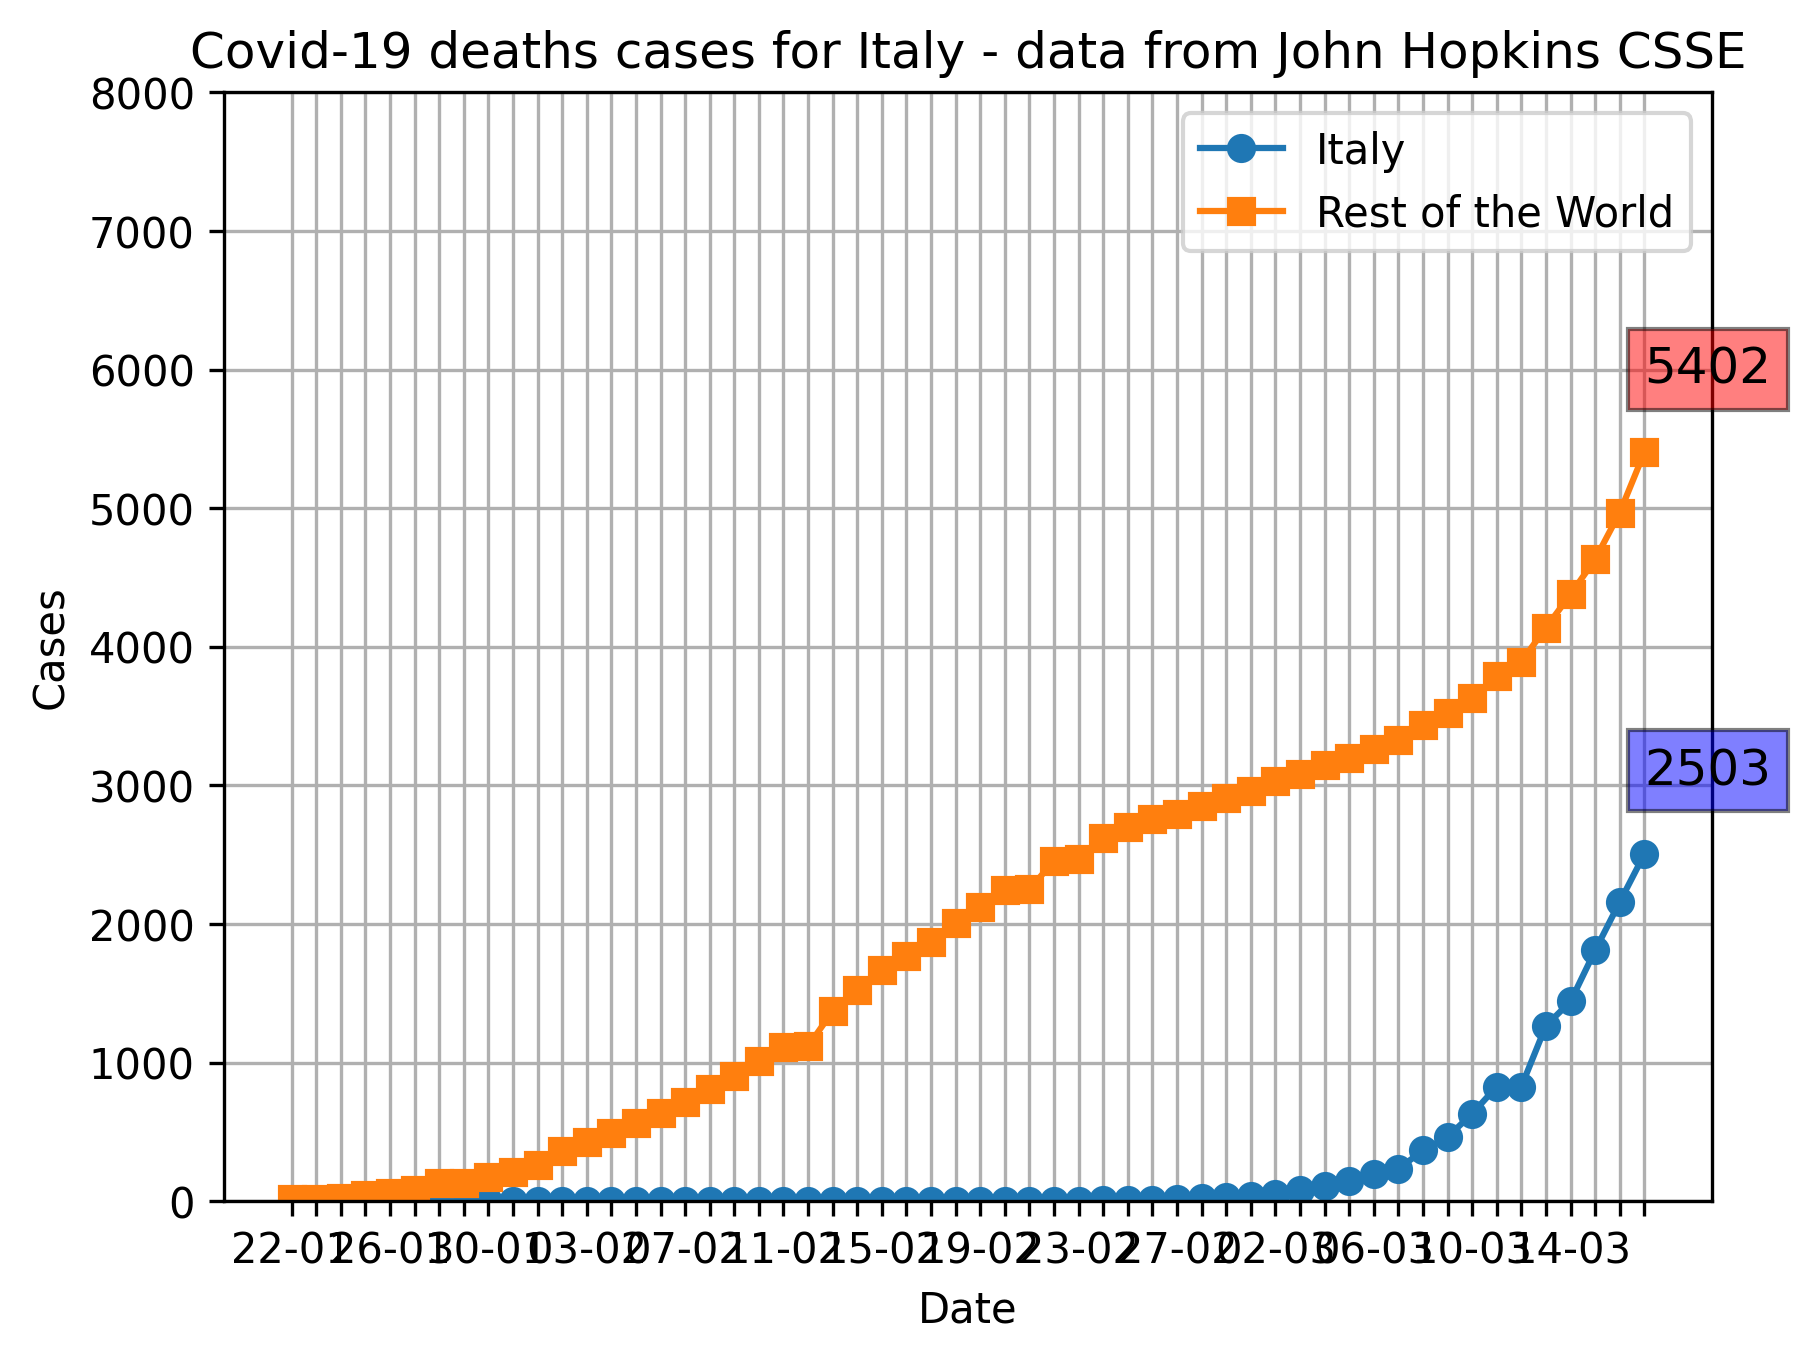 Covid-19 deaths cases for Italy - data from John Hopkins CSSE
8000
7000
6000
5000
4000
3000
2000
1000
0
Cases
Italy
Rest of the World
5402
2503
22-01 26-01 30-01 03-02 07-02 11-02 15-02 19-02 23-02 27-02 02-03 06-03 10-03 14-03
Date